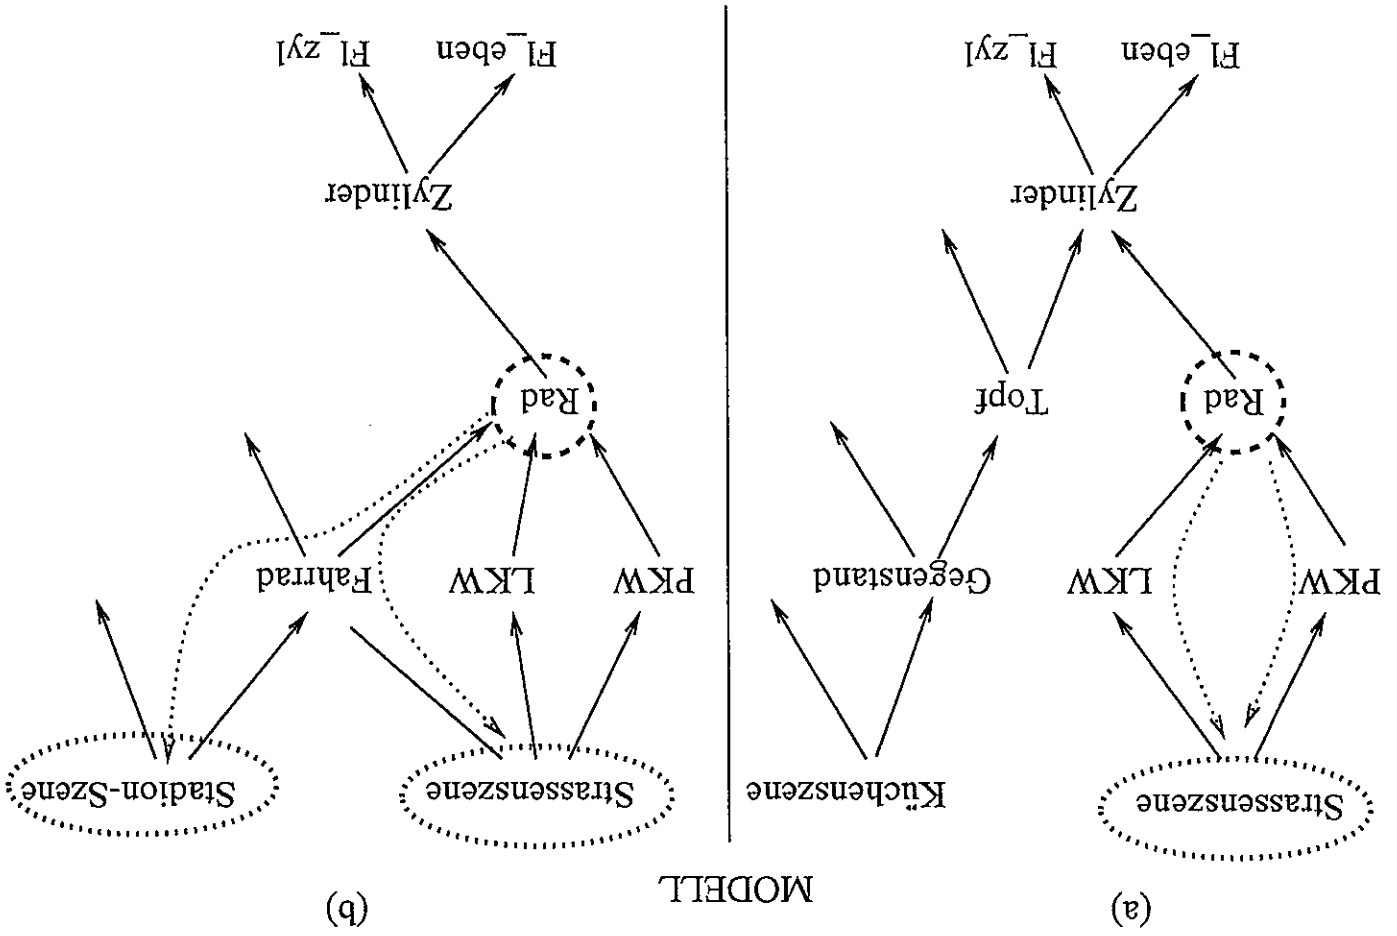 (a)
MODELL
(b)
Strassenszene
Küchenszene
Strassenszene
Stadion-Szene
PKW
LKW
Gegenstand
PKW
LKW
Fahrrad
Rad
Topf
Rad
Zylinder
Zylinder
Fl_eben
Fl_zyl
Fl_eben
Fl_zyl